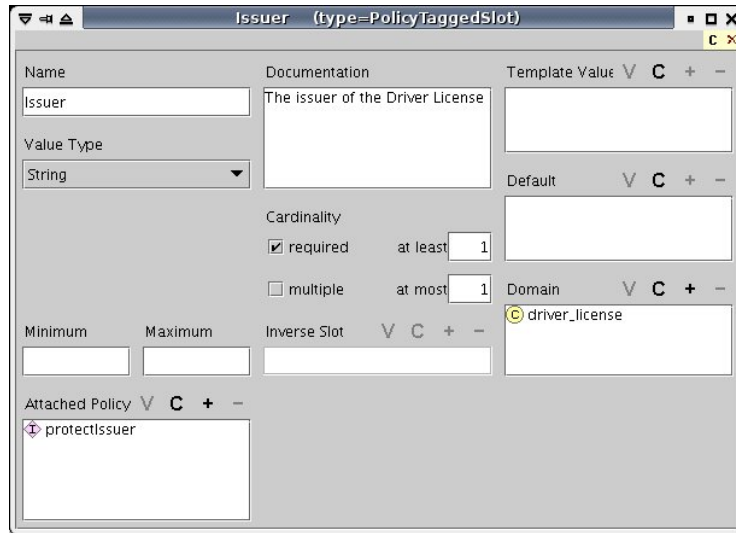 Issuer (type=PolicyTaggedSlot)
C
Name
Documentation
Template Value V C + −
Issuer
The issuer of the Driver License
Value Type
String
Default V C + −
Cardinality
required at least 1
multiple at most 1
Domain V C + −
C driver_license
Minimum Maximum
Inverse Slot V C + −
Attached Policy V C + −
I protectIssuer